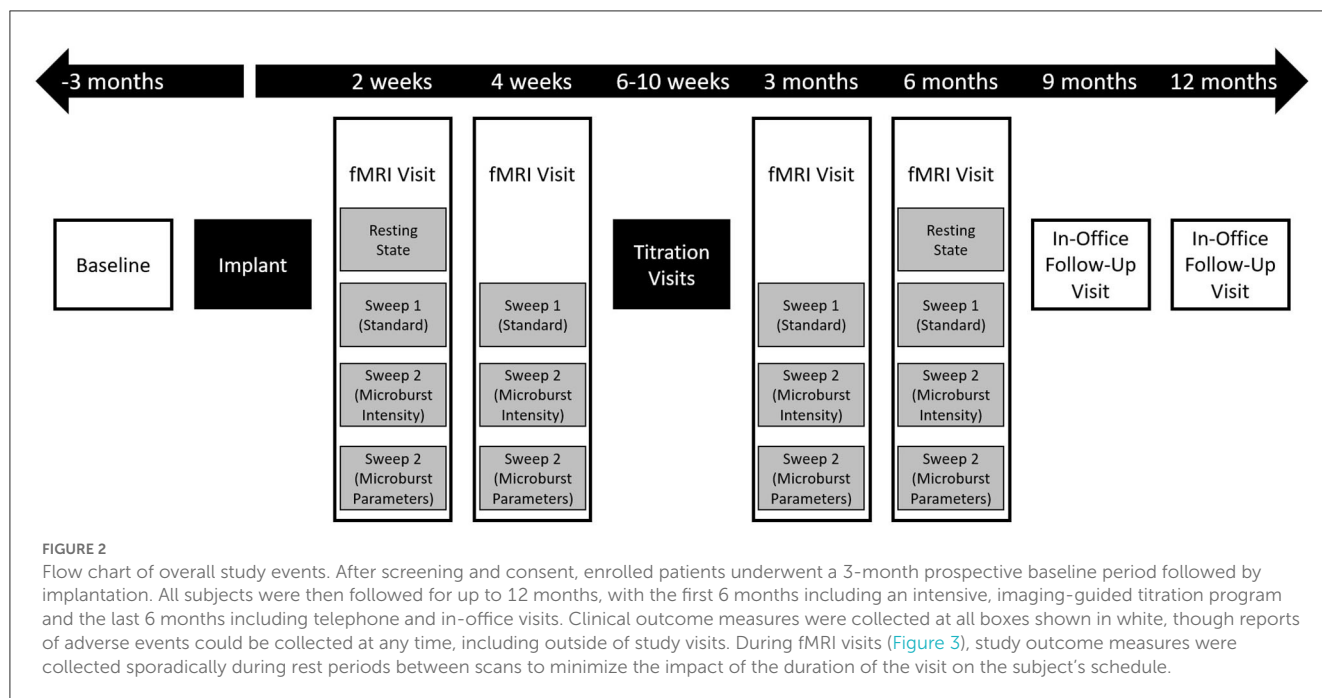 -3 months 2 weeks 4 weeks 6-10 weeks 3 months 6 months 9 months 12 months
Baseline
Implant
fMRI Visit
Resting
State
Sweep 1
(Standard)
Sweep 2
(Microburst
Intensity)
Sweep 2
(Microburst
Parameters)
fMRI Visit
Sweep 1
(Standard)
Sweep 2
(Microburst
Intensity)
Sweep 2
(Microburst
Parameters)
Titration
Visits
fMRI Visit
Sweep 1
(Standard)
Sweep 2
(Microburst
Intensity)
Sweep 2
(Microburst
Parameters)
fMRI Visit
Resting
State
Sweep 1
(Standard)
Sweep 2
(Microburst
Intensity)
Sweep 2
(Microburst
Parameters)
In-Office
Follow-Up
Visit
In-Office
Follow-Up
Visit
FIGURE 2
Flow chart of overall study events. After screening and consent, enrolled patients underwent a 3-month prospective baseline period followed by
implantation. All subjects were then followed for up to 12 months, with the first 6 months including an intensive, imaging-guided titration program
and the last 6 months including telephone and in-office visits. Clinical outcome measures were collected at all boxes shown in white, though reports
of adverse events could be collected at any time, including outside of study visits. During fMRI visits (Figure 3), study outcome measures were
collected sporadically during rest periods between scans to minimize the impact of the duration of the visit on the subject's schedule.